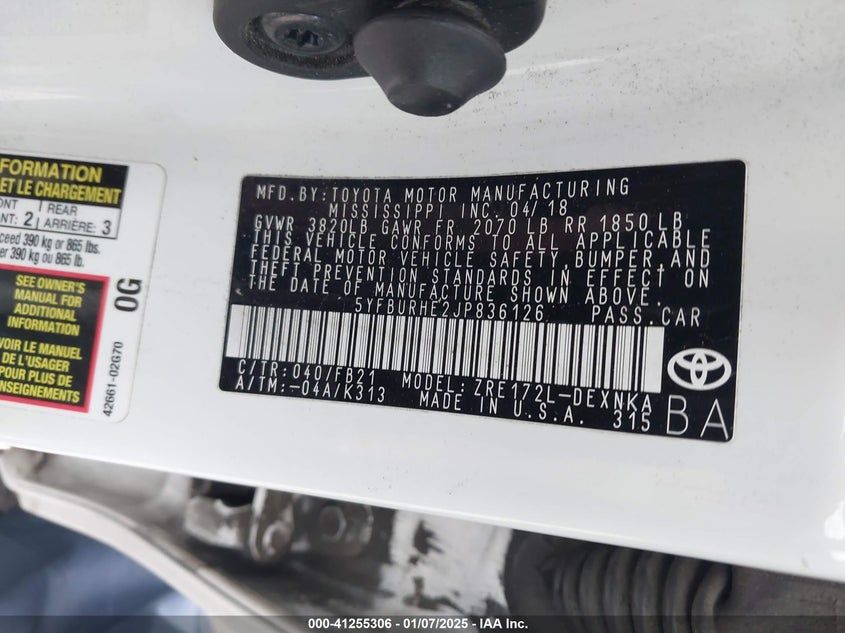 FORMATION
ET LE CHARGEMENT
ONT
NT: 2
REAR
ARRIÈRE: 3
ceed 390 kg or 865 lbs.
er 390 kg ou 865 lb.
SEE OWNER'S
MANUAL FOR
ADDITIONAL
INFORMATION
VOIR LE MANUEL
DE L'USAGER
POUR PLUS DE
RENSEIGNEMENTS
0G
42661-02G70
MFD.BY:TOYOTA MOTOR MANUFACTURING
MISSISSIPPI INC. 04/18
GVWR 3820LB GAWR FR. 2070 LB RR 1850 LB
THIS VEHICLE CONFORMS TO ALL APPLICABLE
FEDERAL MOTOR VEHICLE SAFETY BUMPER,AND
THEFT PREVENTION STANDARDS IN EFFECT ON
THE DATE OF MANUFACTURE SHOWN ABOVE.
5YFBURHE2JP836126 PASS.CAR
C/TR:040/FB21 MODEL:ZRE172L-DEXNKA
A/TM:-04A/K313 MADE IN U.S.A. 315
BA
000-41255306 — 01/07/2025 — IAA Inc.